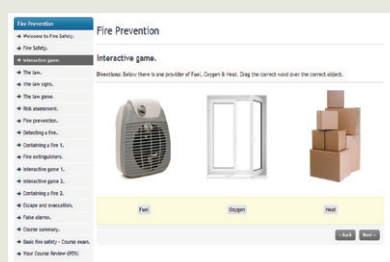 Fire Prevention
Welcome to Fire Safety.
Fire Safety.
Interactive game.
The law.
The law signs.
The law game.
Risk assessment.
Fire prevention.
Detecting a fire.
Containing a fire 1.
Fire extinguishers.
Interactive game 1.
Interactive game 2.
Containing a fire 2.
Escape and evacuation.
False alarms.
Course summary.
Basic fire safety - Course exam.
Your Course Review (95%)
Fire Prevention
Interactive game.
Directions: Below there is one provider of Fuel, Oxygen & Heat. Drag the correct word over the correct object.
Fuel
Oxygen
Heat
‹ Back
Next ›